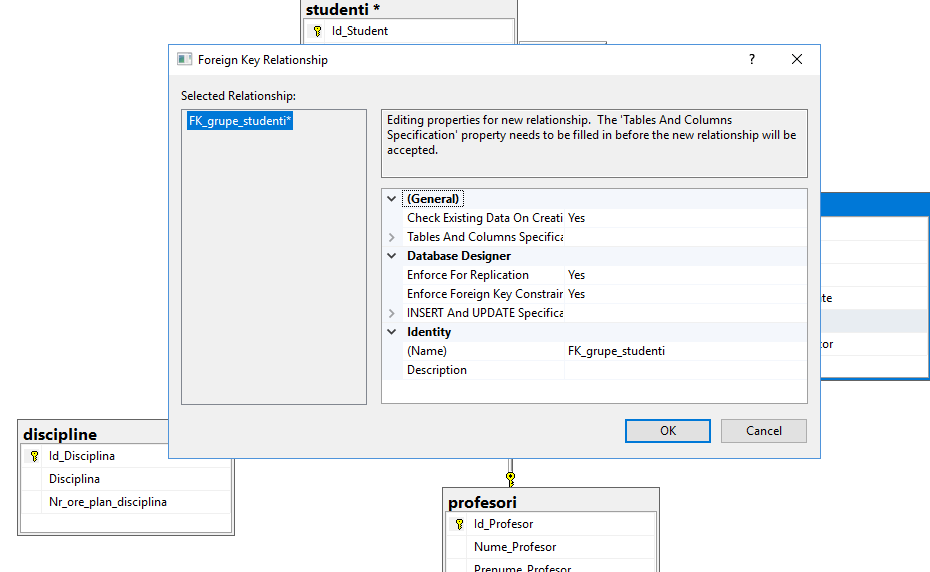 studenti *
Id_Student
Foreign Key Relationship
?
Selected Relationship:
FK_grupe_studenti*
Editing properties for new relationship. The 'Tables And Columns
Specification' property needs to be filled in before the new relationship will be
accepted.
(General)
Check Existing Data On Creati Yes
Tables And Columns Specifica
Database Designer
Enforce For Replication Yes
Enforce Foreign Key Constrain Yes
INSERT And UPDATE Specifica
Identity
(Name) FK_grupe_studenti
Description
OK Cancel
te
tor
discipline
Id_Disciplina
Disciplina
Nr_ore_plan_disciplina
profesori
Id_Profesor
Nume_Profesor
Prenume_Profesor